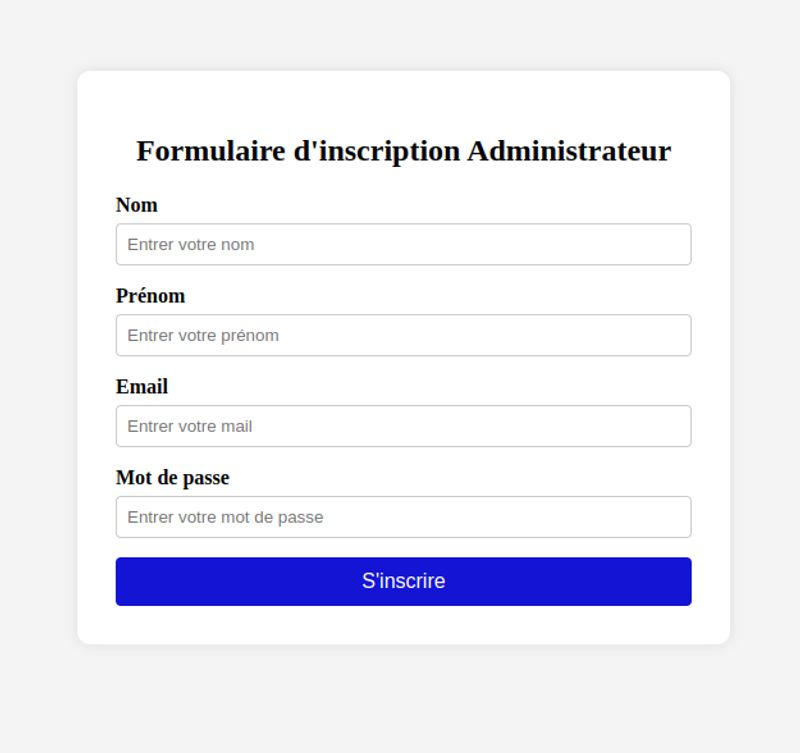 Formulaire d'inscription Administrateur
Nom
Entrer votre nom
Prénom
Entrer votre prénom
Email
Entrer votre mail
Mot de passe
Entrer votre mot de passe
S'inscrire